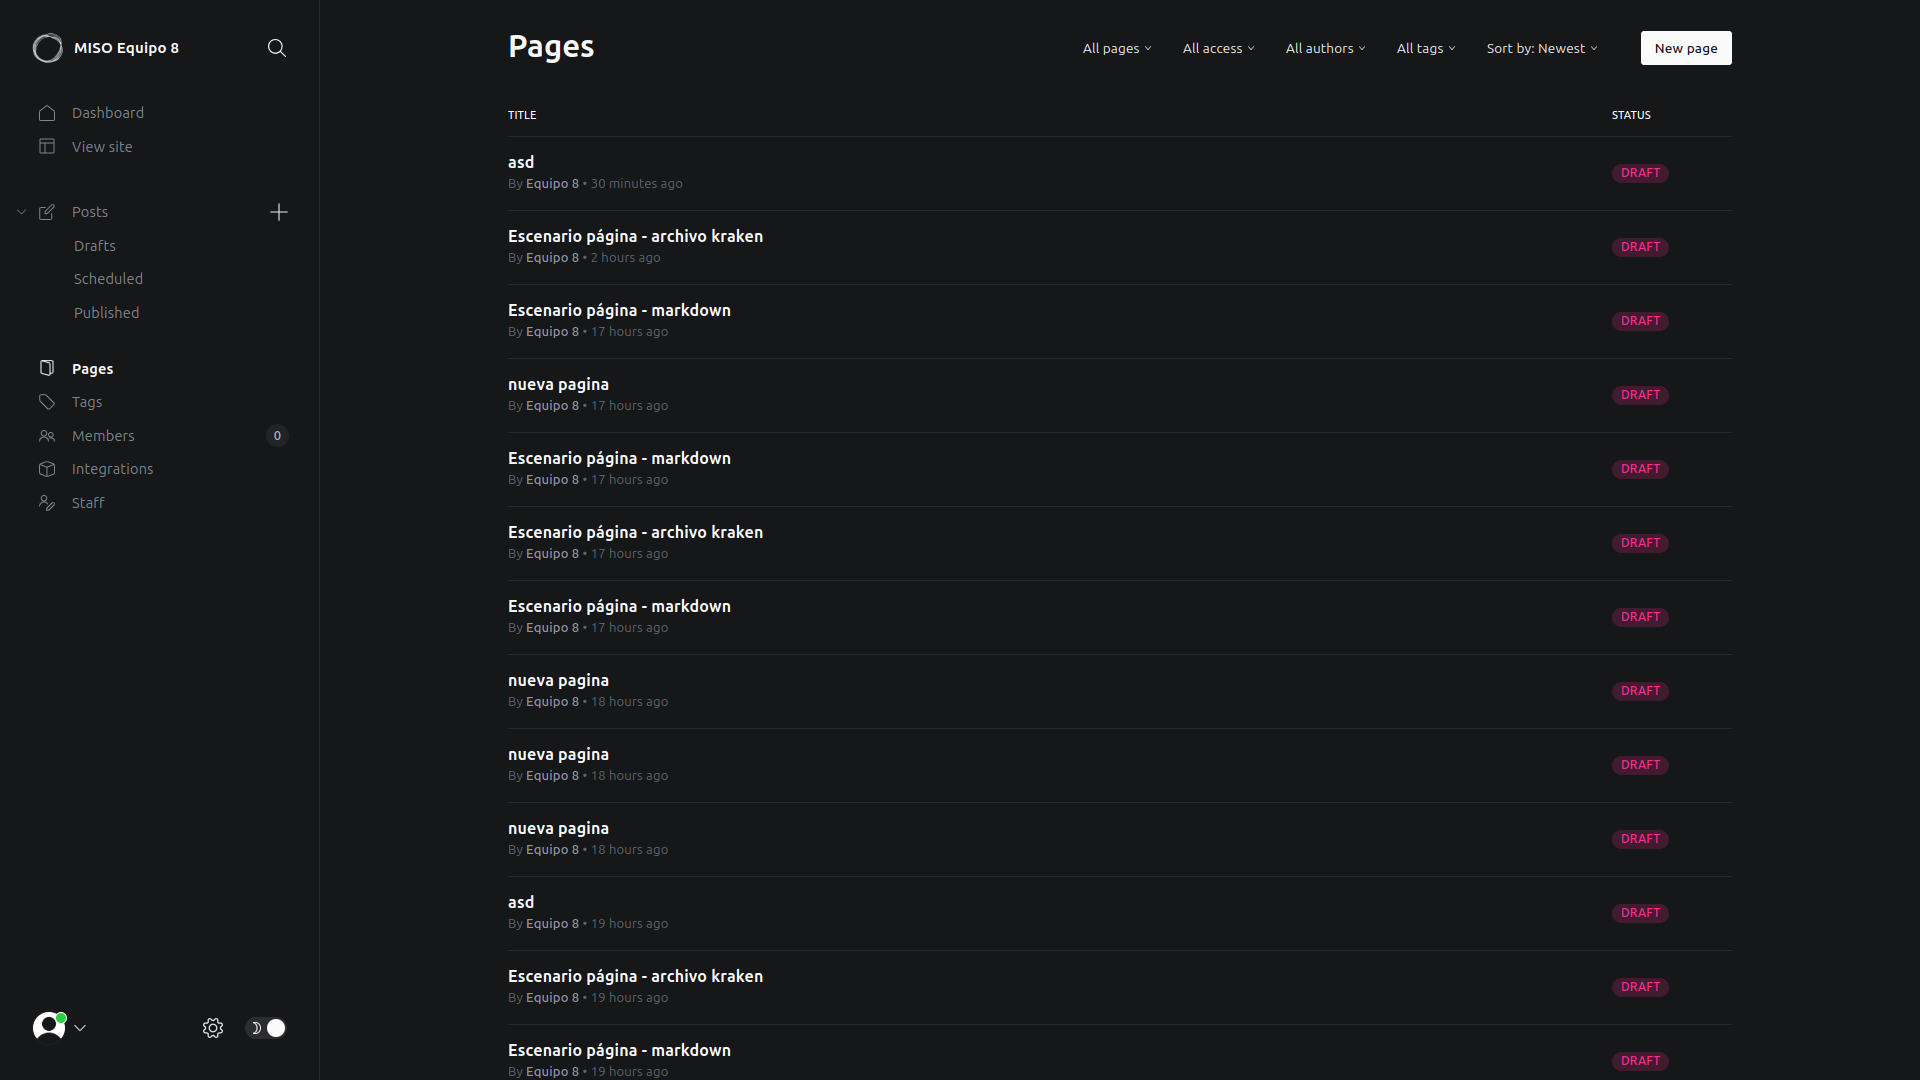 MISO Equipo 8
Dashboard
View site
Posts
Drafts
Scheduled
Published
Pages
Tags
Members 0
Integrations
Staff
Pages
All pages All access All authors All tags Sort by: Newest New page
TITLE STATUS
asd
By Equipo 8 • 30 minutes ago
DRAFT
Escenario página - archivo kraken
By Equipo 8 • 2 hours ago
DRAFT
Escenario página - markdown
By Equipo 8 • 17 hours ago
DRAFT
nueva pagina
By Equipo 8 • 17 hours ago
DRAFT
Escenario página - markdown
By Equipo 8 • 17 hours ago
DRAFT
Escenario página - archivo kraken
By Equipo 8 • 17 hours ago
DRAFT
Escenario página - markdown
By Equipo 8 • 17 hours ago
DRAFT
nueva pagina
By Equipo 8 • 18 hours ago
DRAFT
nueva pagina
By Equipo 8 • 18 hours ago
DRAFT
nueva pagina
By Equipo 8 • 18 hours ago
DRAFT
asd
By Equipo 8 • 19 hours ago
DRAFT
Escenario página - archivo kraken
By Equipo 8 • 19 hours ago
DRAFT
Escenario página - markdown
By Equipo 8 • 19 hours ago
DRAFT